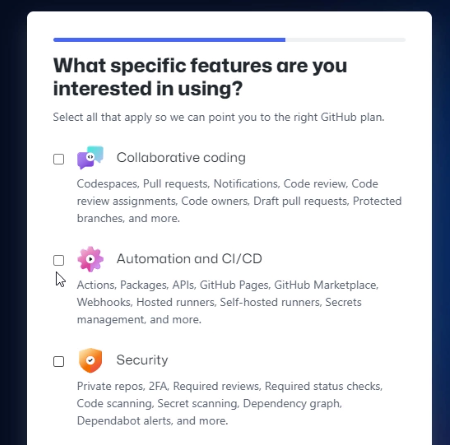 What specific features are you
interested in using?
Select all that apply so we can point you to the right GitHub plan.
Collaborative coding
Codespaces, Pull requests, Notifications, Code review, Code
review assignments, Code owners, Draft pull requests, Protected
branches, and more.
Automation and CI/CD
Actions, Packages, APIs, GitHub Pages, GitHub Marketplace,
Webhooks, Hosted runners, Self-hosted runners, Secrets
management, and more.
Security
Private repos, 2FA, Required reviews, Required status checks,
Code scanning, Secret scanning, Dependency graph,
Dependabot alerts, and more.